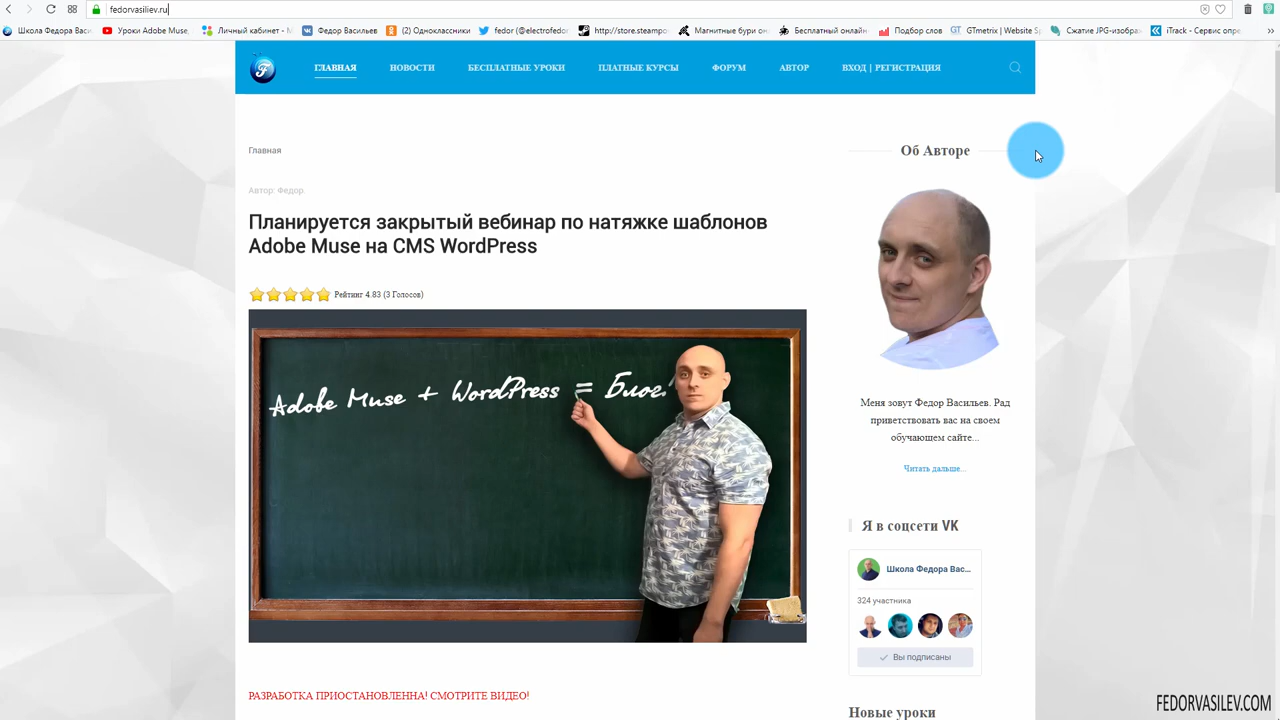 fedorvasiliev.ru
Школа Федора Васи.
Уроки Adobe Muse.
Личный кабинет - М
Федор Васильев
(2) Одноклассники
fedor (@electrofedor
http://store.steampo
Магнитные бури он
Бесплатный онлайн
Подбор слов
GTmetrix | Website Sp
Сжатие JPG-изображ
iTrack - Сервис опре
ГЛАВНАЯ
НОВОСТИ
БЕСПЛАТНЫЕ УРОКИ
ПЛАТНЫЕ КУРСЫ
ФОРУМ
АВТОР
ВХОД | РЕГИСТРАЦИЯ
Главная
Автор: Федор.
Планируется закрытый вебинар по натяжке шаблонов
Adobe Muse на CMS WordPress
Рейтинг 4.83 (3 Голосов)
Adobe Muse + WordPress = Блог!
РАЗРАБОТКА ПРИОСТАНОВЛЕННА! СМОТРИТЕ ВИДЕО!
Об Авторе
Меня зовут Федор Васильев. Рад
приветствовать вас на своем
обучающем сайте...
Читать дальше...
Я в соцсети VK
Школа Федора Вас...
324 участника
Вы подписаны
Новые уроки
FEDORVASILEV.COM